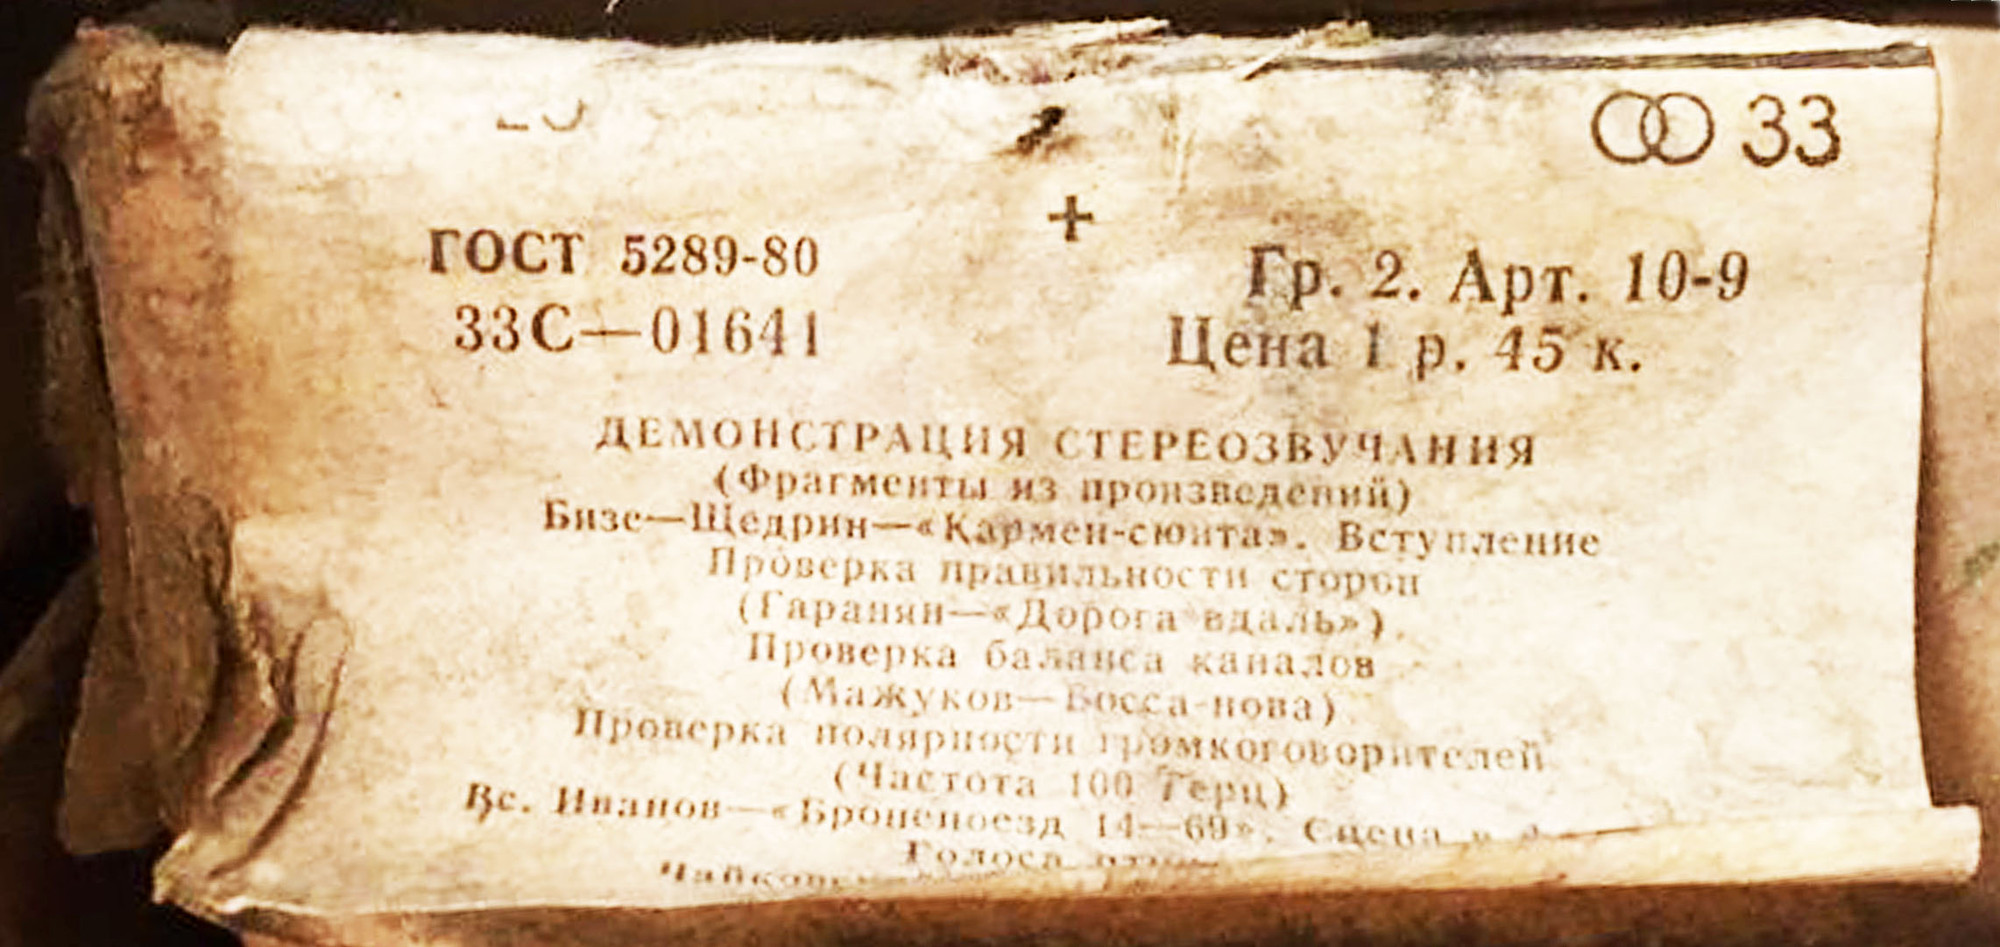 33
+
ГОСТ 5289-80
Гр. 2. Арт. 10-9
33С—01641
Цена 1 р. 45 к.
ДЕМОНСТРАЦИЯ СТЕРЕОЗВУЧАНИЯ
(Фрагменты из произведений)
Бизе—Щедрин—«Кармен-сюита». Вступление
Проверка правильности сторон
(Гаранян—«Дорога вдаль»).
Проверка баланса каналов
(Мажуков—Босса-нова)
Проверка полярности громкоговорителей
(Частота 100 Герц)
Вс. Иванов—«Бронепоезд 14—69». Сцена
Голоса